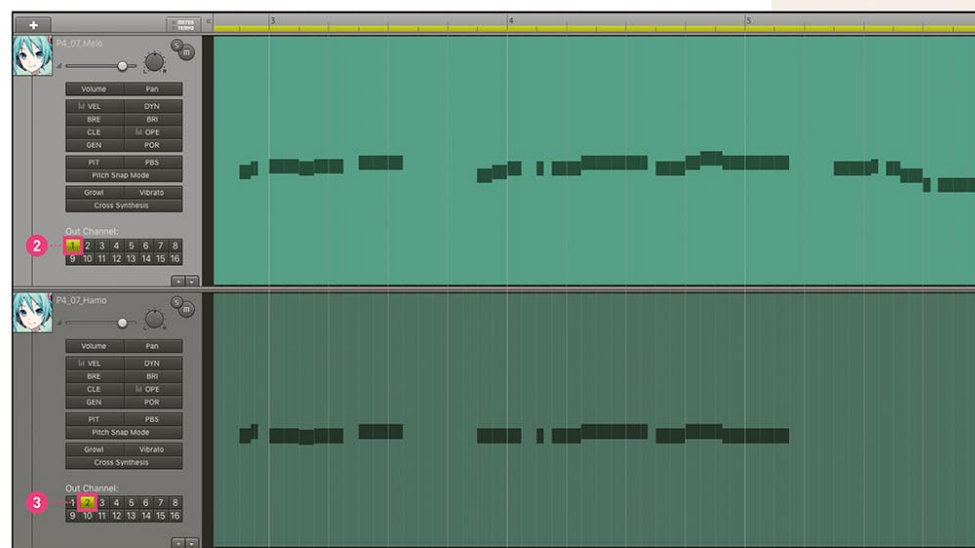 + METER TEMPO « 3 4 5
P4_07_Melo S m
Volume Pan
VEL DYN
BRE BRI
CLE OPE
GEN POR
PIT PBS
Pitch Snap Mode
Growl Vibrato
Cross Synthesis
Out Channel:
2 1 2 3 4 5 6 7 8
9 10 11 12 13 14 15 16
+ -
P4_07_Hamo S m
Volume Pan
VEL DYN
BRE BRI
CLE OPE
GEN POR
PIT PBS
Pitch Snap Mode
Growl Vibrato
Cross Synthesis
Out Channel:
3 1 2 3 4 5 6 7 8
9 10 11 12 13 14 15 16
+ -